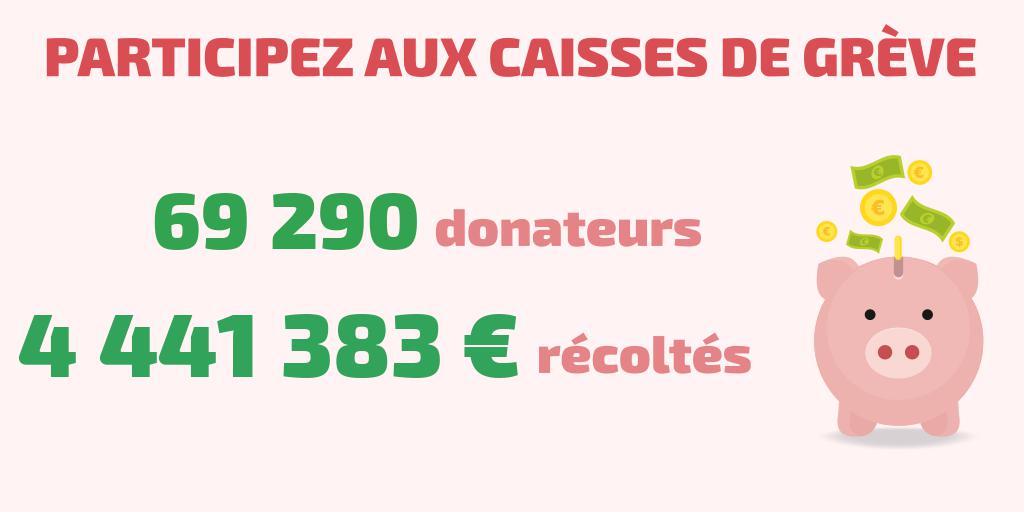 PARTICIPEZ AUX CAISSES DE GRÈVE
69 290 donateurs
4 441 383 € récoltés